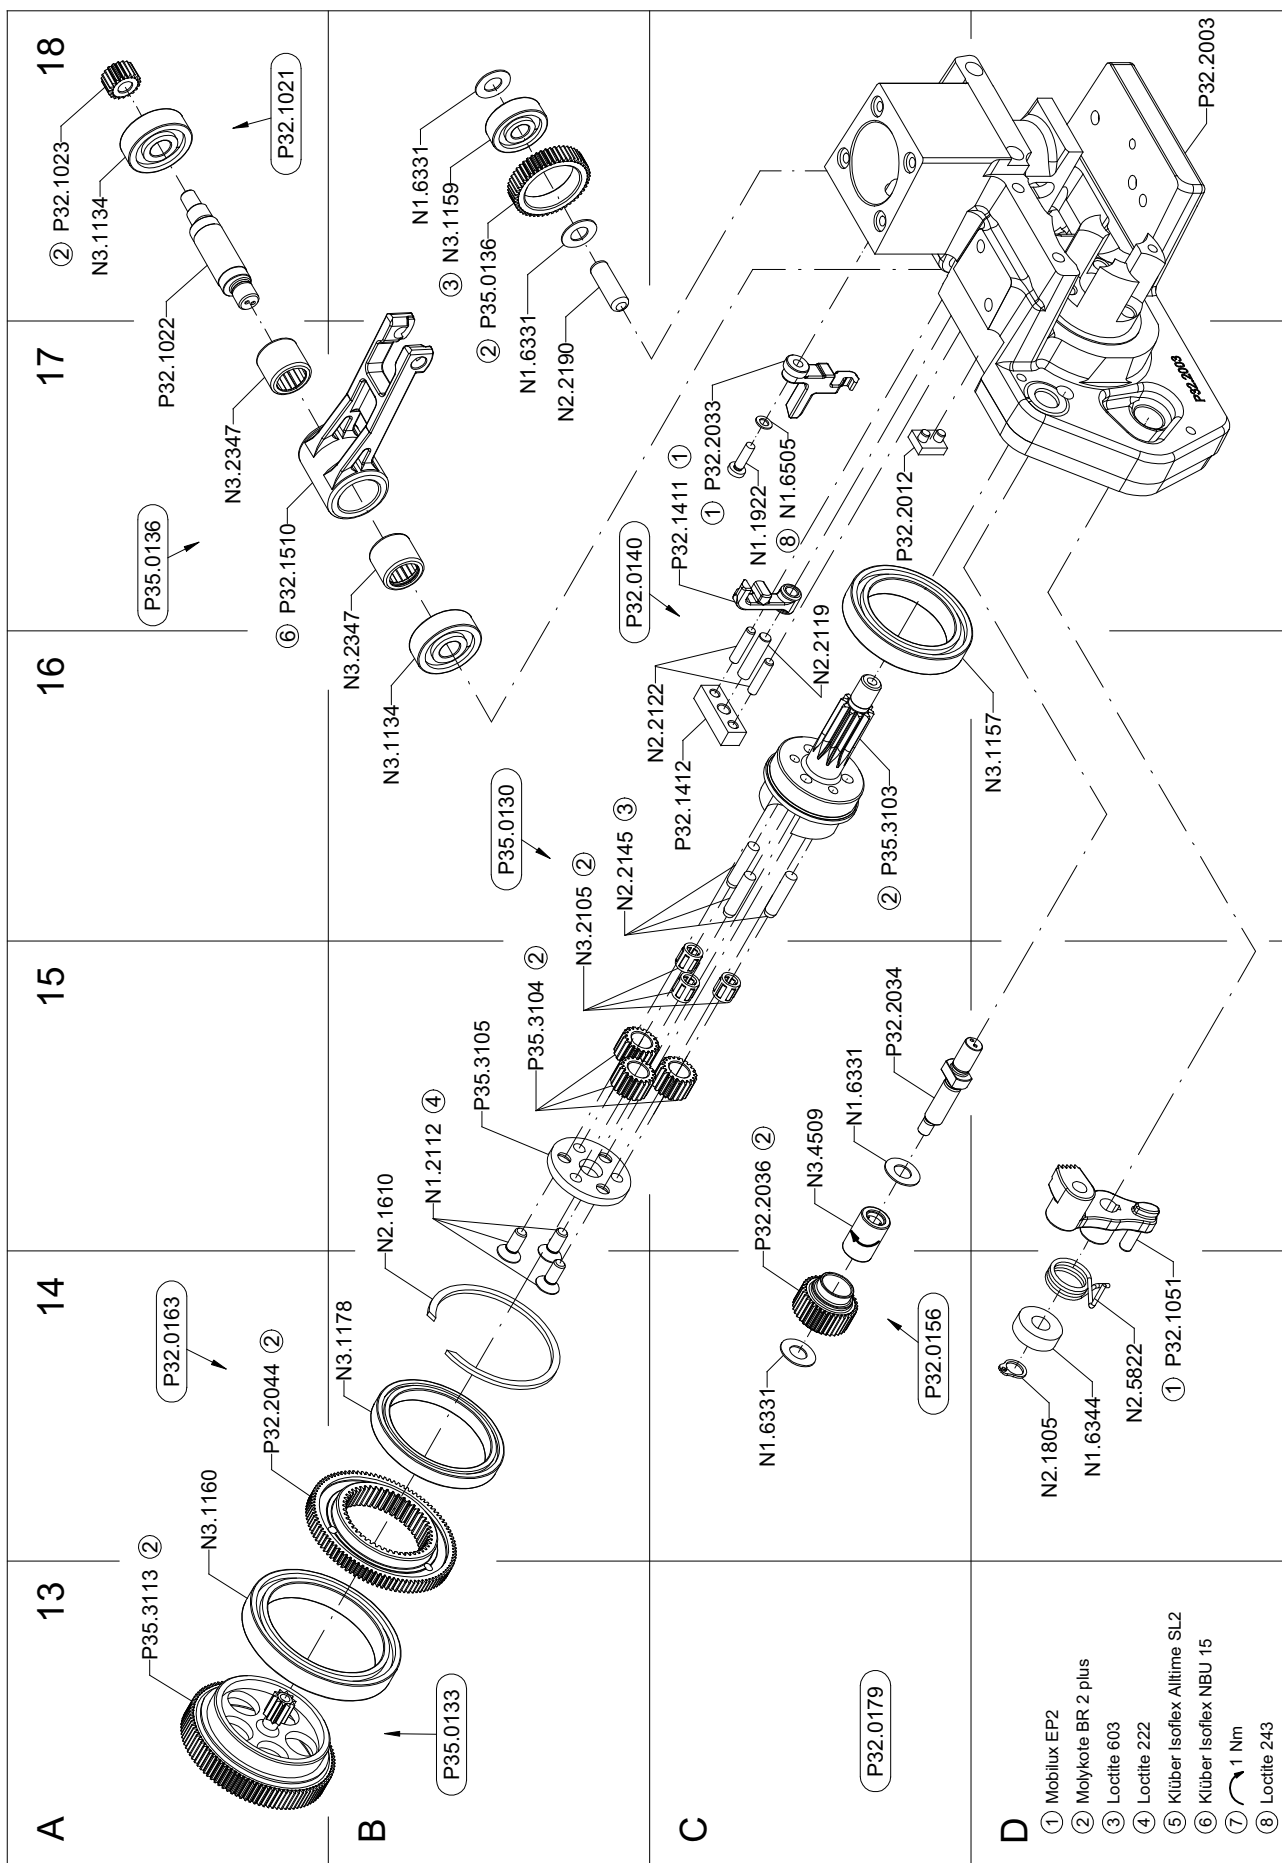 A
B
C
D
13
14
15
16
17
18
② P32.1023
N3.1134
P32.1021
P32.1022
N3.2347
P35.0136
⑥ P32.1510
N3.2347
N3.1134
N1.6331
③ N3.1159
② P35.0136
N1.6331
N2.2190
P32.2003
P32.2003
① P32.2033
P32.1411 ①
N1.1922
⑧ N1.6505
P32.0140
P32.2012
N2.2119
N2.2122
P32.1412
N3.1157
P35.0130
② P35.3103
N2.2145 ③
N3.2105 ②
P35.3104 ②
P35.3105
N1.2112 ④
N2.1610
P32.0163
N3.1178
P32.2044 ②
N3.1160
P35.3113 ②
P35.0133
P32.2034
N1.6331
N3.4509
P32.2036 ②
P32.0156
N1.6331
① P32.1051
N2.5822
N1.6344
N2.1805
P32.0179
① Mobilux EP2
② Molykote BR 2 plus
③ Loctite 603
④ Loctite 222
⑤ Klüber Isoflex Alltime SL2
⑥ Klüber Isoflex NBU 15
⑦ 1 Nm
⑧ Loctite 243